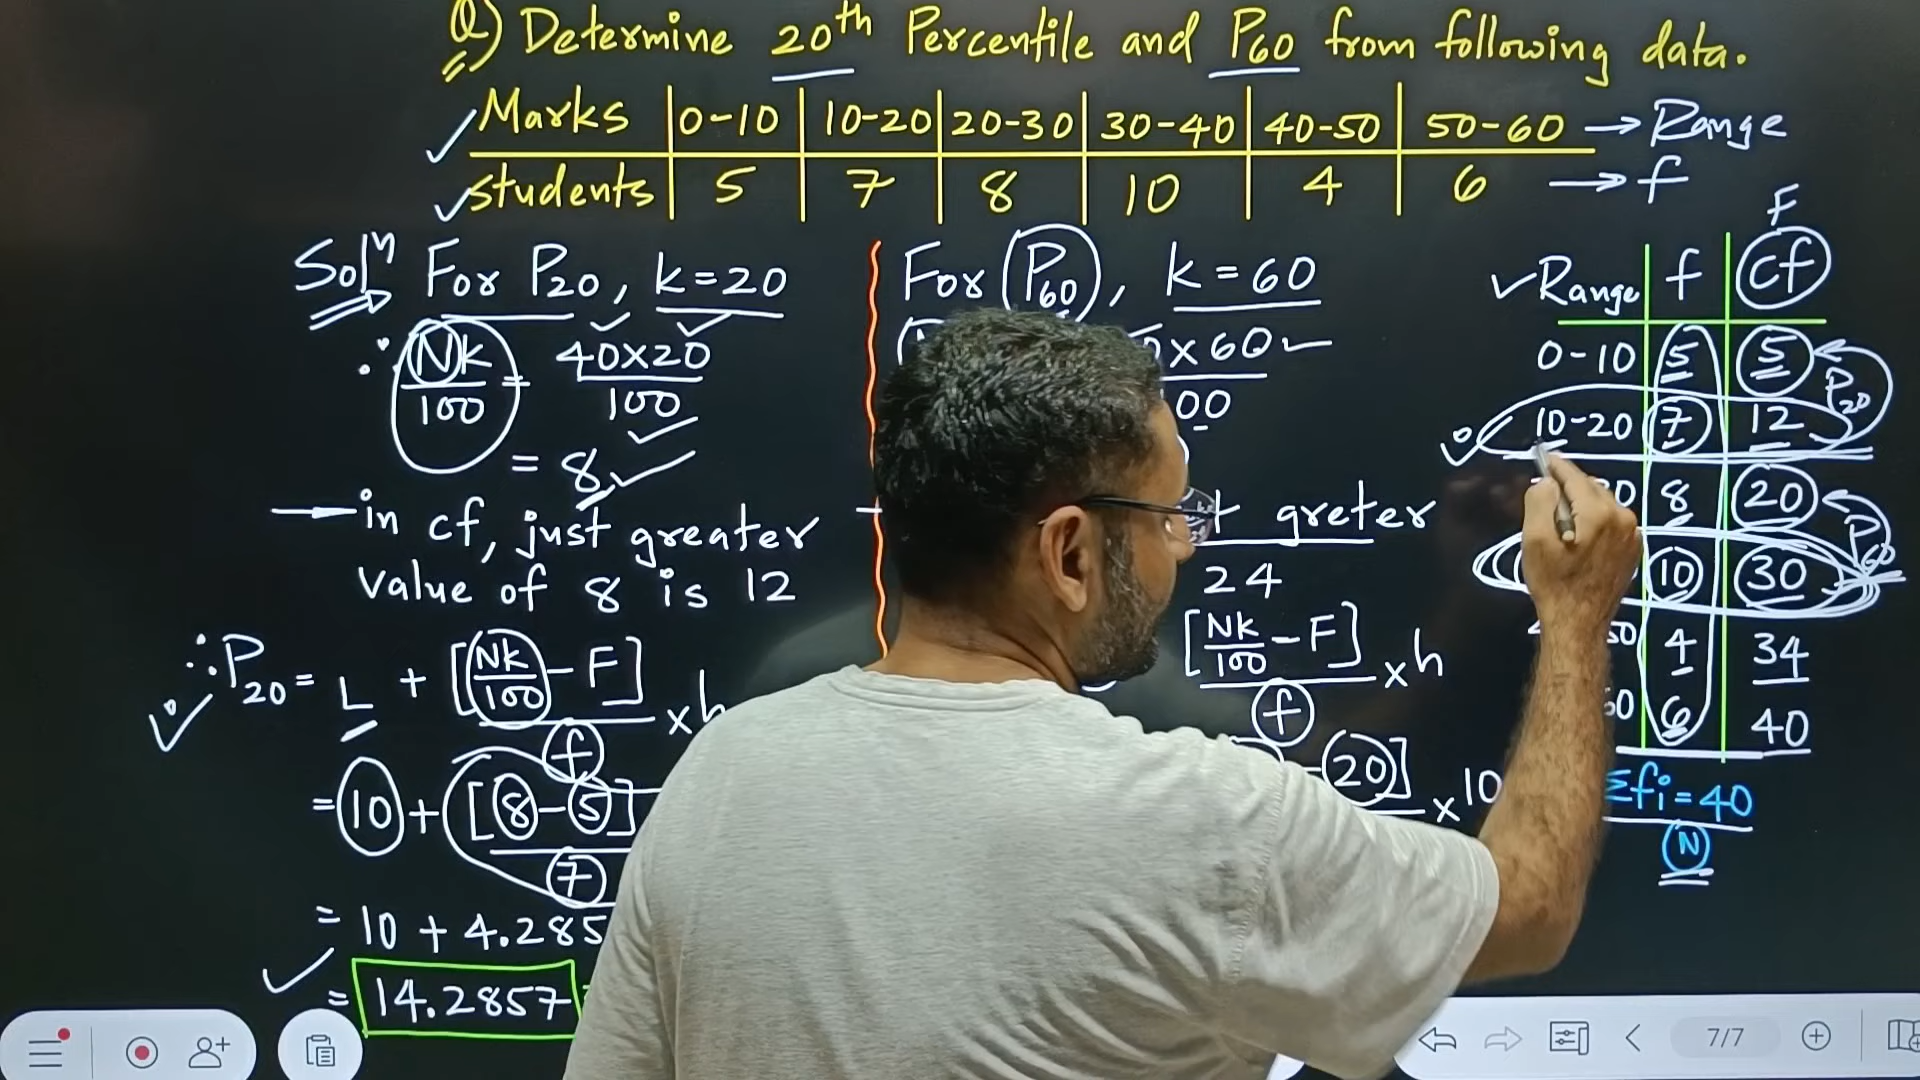 Q) Determine 20th Percentile and P60 from following data.
Marks | 0-10 | 10-20 | 20-30 | 30-40 | 40-50 | 50-60 → Range
students | 5 | 7 | 8 | 10 | 4 | 6 → f
Solⁿ For P20, k=20
∴ Nk/100 = 40×20/100
= 8
→ in cf, just greater
value of 8 is 12
∴ P20 = L + [Nk/100 - F]/f × h
= 10 + [8-5]/7
= 10 + 4.285
= 14.2857
For P60, k=60
× 60
00
greter
24
[Nk/100 - F]/f × h
20] × 10
F
Range | f | cf
0-10 | 5 | 5
P20
10-20 | 7 | 12
0 | 8 | 20
P60
10 | 30
50 | 4 | 34
60 | 6 | 40
Σfi = 40
N
7/7